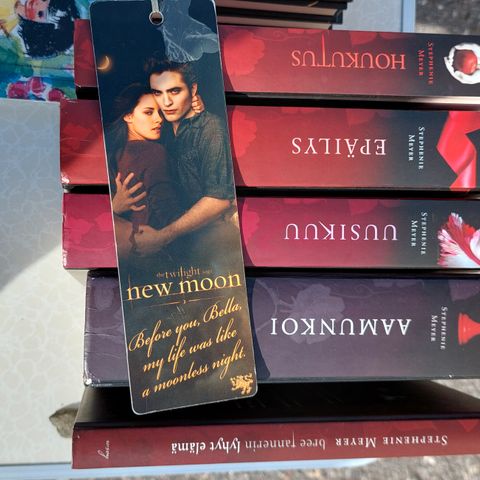 HOUKUTUS
STEPHENIE
MEYER
EPÄILYS
STEPHENIE
MEYER
UUSIKUU
STEPHENIE
MEYER
AAMUNKOI
STEPHENIE
MEYER
STEPHENIE MEYER bree tannerin lyhyt elämä
the twilight saga
new moon
Before you, Bella,
my life was like
a moonless night.